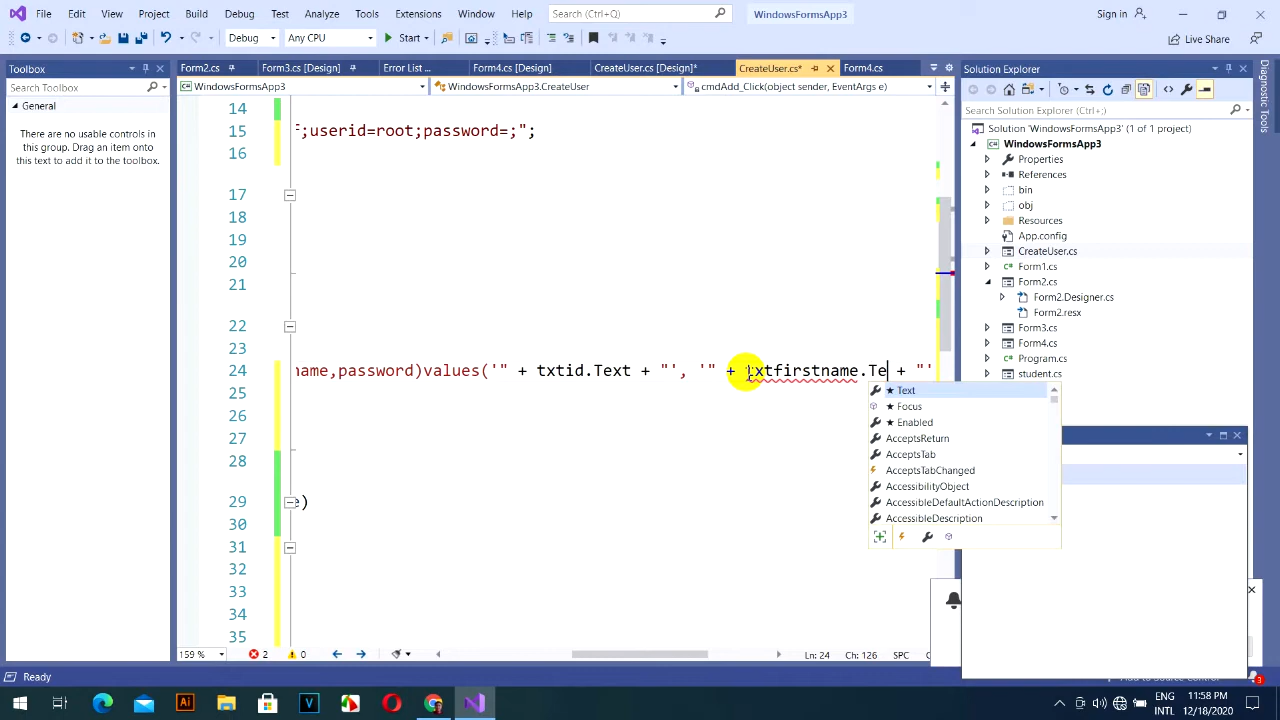 File Edit View Git Project Build Debug Test Analyze Tools Extensions Window Help Search (Ctrl+Q) WindowsFormsApp3 Sign in
Debug Any CPU Start Live Share
Toolbox
Search Toolbox
General
There are no usable controls in
this group. Drag an item onto
this text to add it to the toolbox.
Form2.cs Form3.cs [Design] Error List ... Form4.cs [Design] CreateUser.cs [Design]* CreateUser.cs* Form4.cs
WindowsFormsApp3 WindowsFormsApp3.CreateUser cmdAdd_Click(object sender, EventArgs e)
14
15 f;userid=root;password=;";
16
17
18
19
20
21
22
23
24 name,password)values('" + txtid.Text + "', '" + txtfirstname.Te + "'
25
26
27
28
29 e)
30
31
32
33
34
35
★ Text
Focus
★ Enabled
AcceptsReturn
AcceptsTab
AcceptsTabChanged
AccessibilityObject
AccessibleDefaultActionDescription
AccessibleDescription
159 % 2 0 Ln: 24 Ch: 126 SPC
Solution Explorer
Search Solution Explorer (Ctrl+;)
Solution 'WindowsFormsApp3' (1 of 1 project)
WindowsFormsApp3
Properties
References
bin
obj
Resources
App.config
CreateUser.cs
Form1.cs
Form2.cs
Form2.Designer.cs
Form2.resx
Form3.cs
Form4.cs
Program.cs
student.cs
Diagnostic Tools
Ready
Add to Source Control
3
ENG
INTL
11:58 PM
12/18/2020